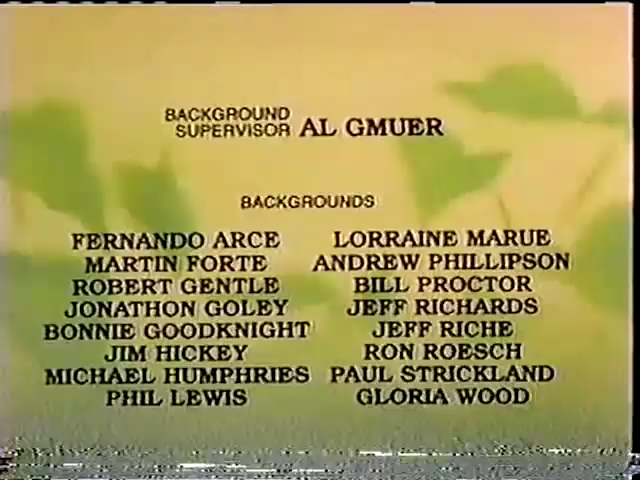 BACKGROUND
SUPERVISOR AL GMUER
BACKGROUNDS
FERNANDO ARCE LORRAINE MARUE
MARTIN FORTE ANDREW PHILLIPSON
ROBERT GENTLE BILL PROCTOR
JONATHON GOLEY JEFF RICHARDS
BONNIE GOODKNIGHT JEFF RICHE
JIM HICKEY RON ROESCH
MICHAEL HUMPHRIES PAUL STRICKLAND
PHIL LEWIS GLORIA WOOD